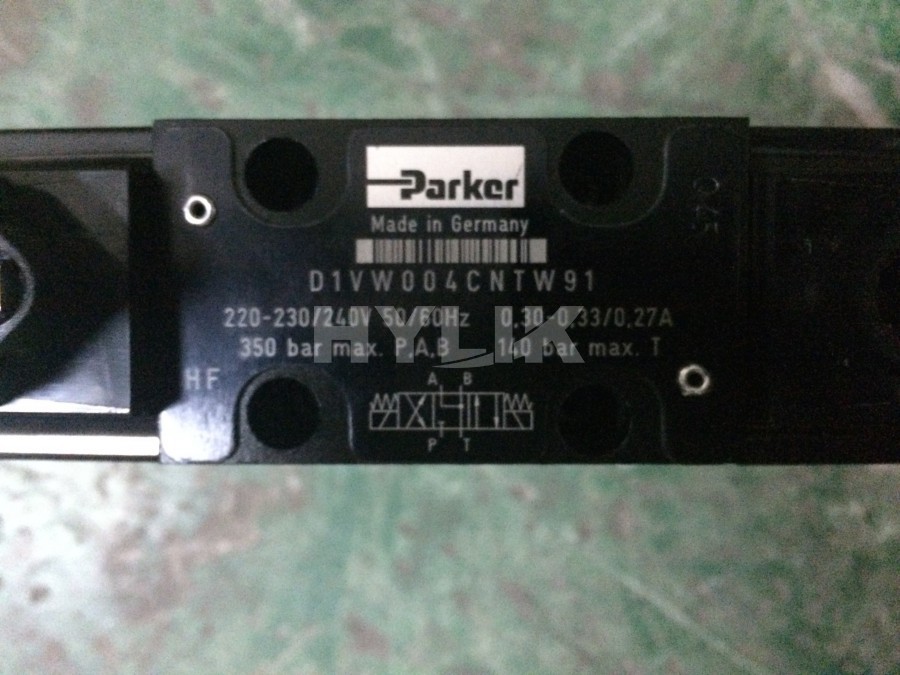 Parker
Made in Germany
D1VW004CNTW91
220-230/240V 50/60Hz 0,30-0,33/0,27A
350 bar max. P,A,B 140 bar max. T
HF
A B
P T
HYLIK